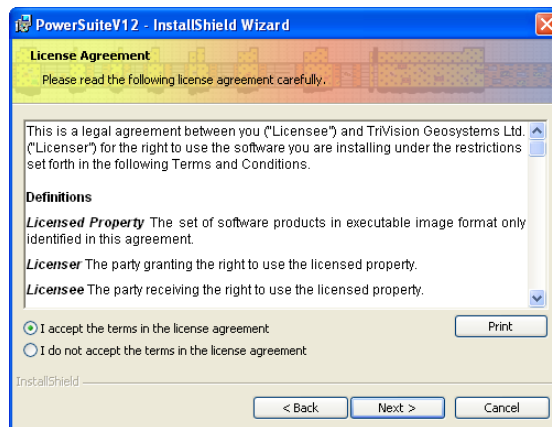 PowerSuiteV12 - InstallShield Wizard
License Agreement
Please read the following license agreement carefully.
This is a legal agreement between you ("Licensee") and TriVision Geosystems Ltd.
("Licenser") for the right to use the software you are installing under the restrictions
set forth in the following Terms and Conditions.
Definitions
Licensed Property The set of software products in executable image format only
identified in this agreement.
Licenser The party granting the right to use the licensed property.
Licensee The party receiving the right to use the licensed property.
I accept the terms in the license agreement
Print
I do not accept the terms in the license agreement
InstallShield
< Back
Next >
Cancel